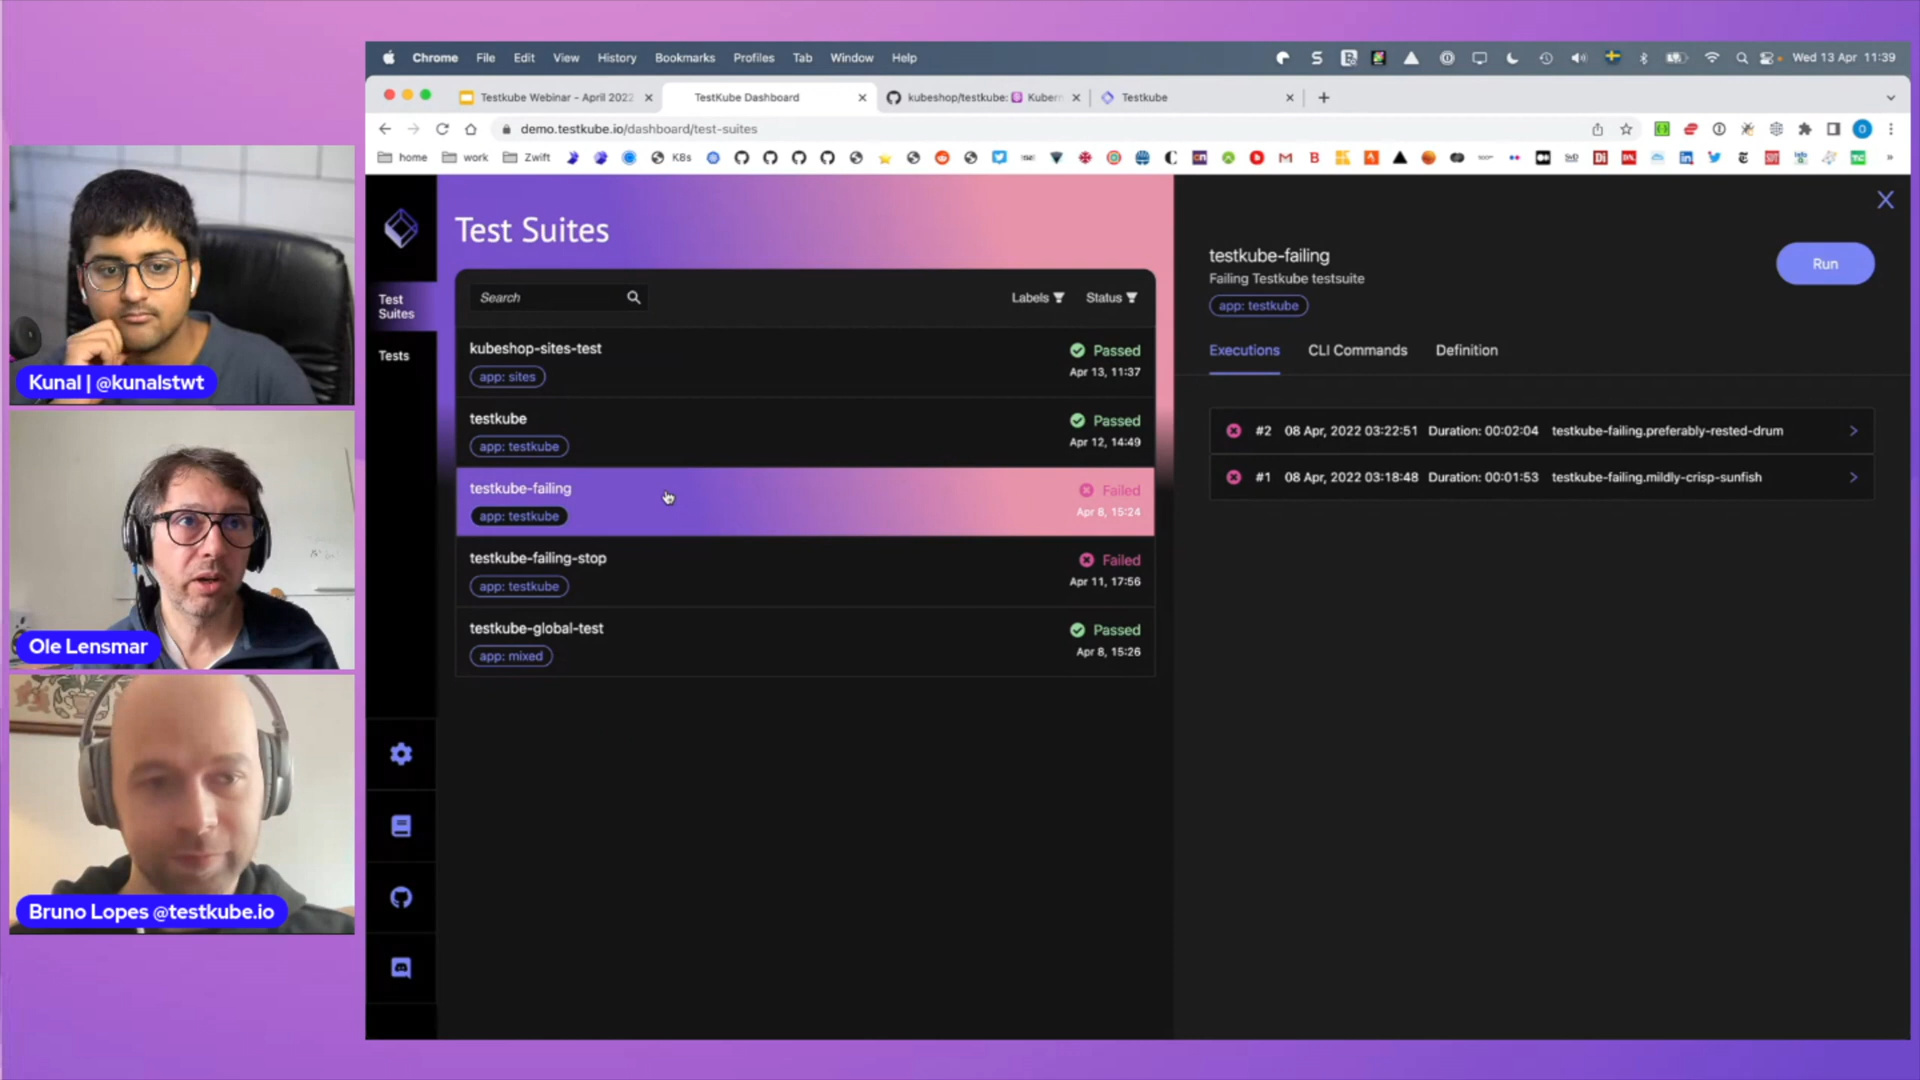 Chrome File Edit View History Bookmarks Profiles Tab Window Help Wed 13 Apr 11:39
Testkube Webinar - April 2022 TestKube Dashboard kubeshop/testkube: Kuber Testkube
demo.testkube.io/dashboard/test-suites
home work Zwift K8s
Test Suites
Search Labels Status
Test
Suites
Tests
kubeshop-sites-test Passed
app: sites Apr 13, 11:37
testkube Passed
app: testkube Apr 12, 14:49
testkube-failing Failed
app: testkube Apr 8, 15:24
testkube-failing-stop Failed
app: testkube Apr 11, 17:56
testkube-global-test Passed
app: mixed Apr 8, 15:26
testkube-failing
Failing Testkube testsuite
app: testkube
Run
Executions CLI Commands Definition
#2 08 Apr, 2022 03:22:51 Duration: 00:02:04 testkube-failing.preferably-rested-drum
#1 08 Apr, 2022 03:18:48 Duration: 00:01:53 testkube-failing.mildly-crisp-sunfish
Kunal | @kunalstwt
Ole Lensmar
Bruno Lopes @testkube.io